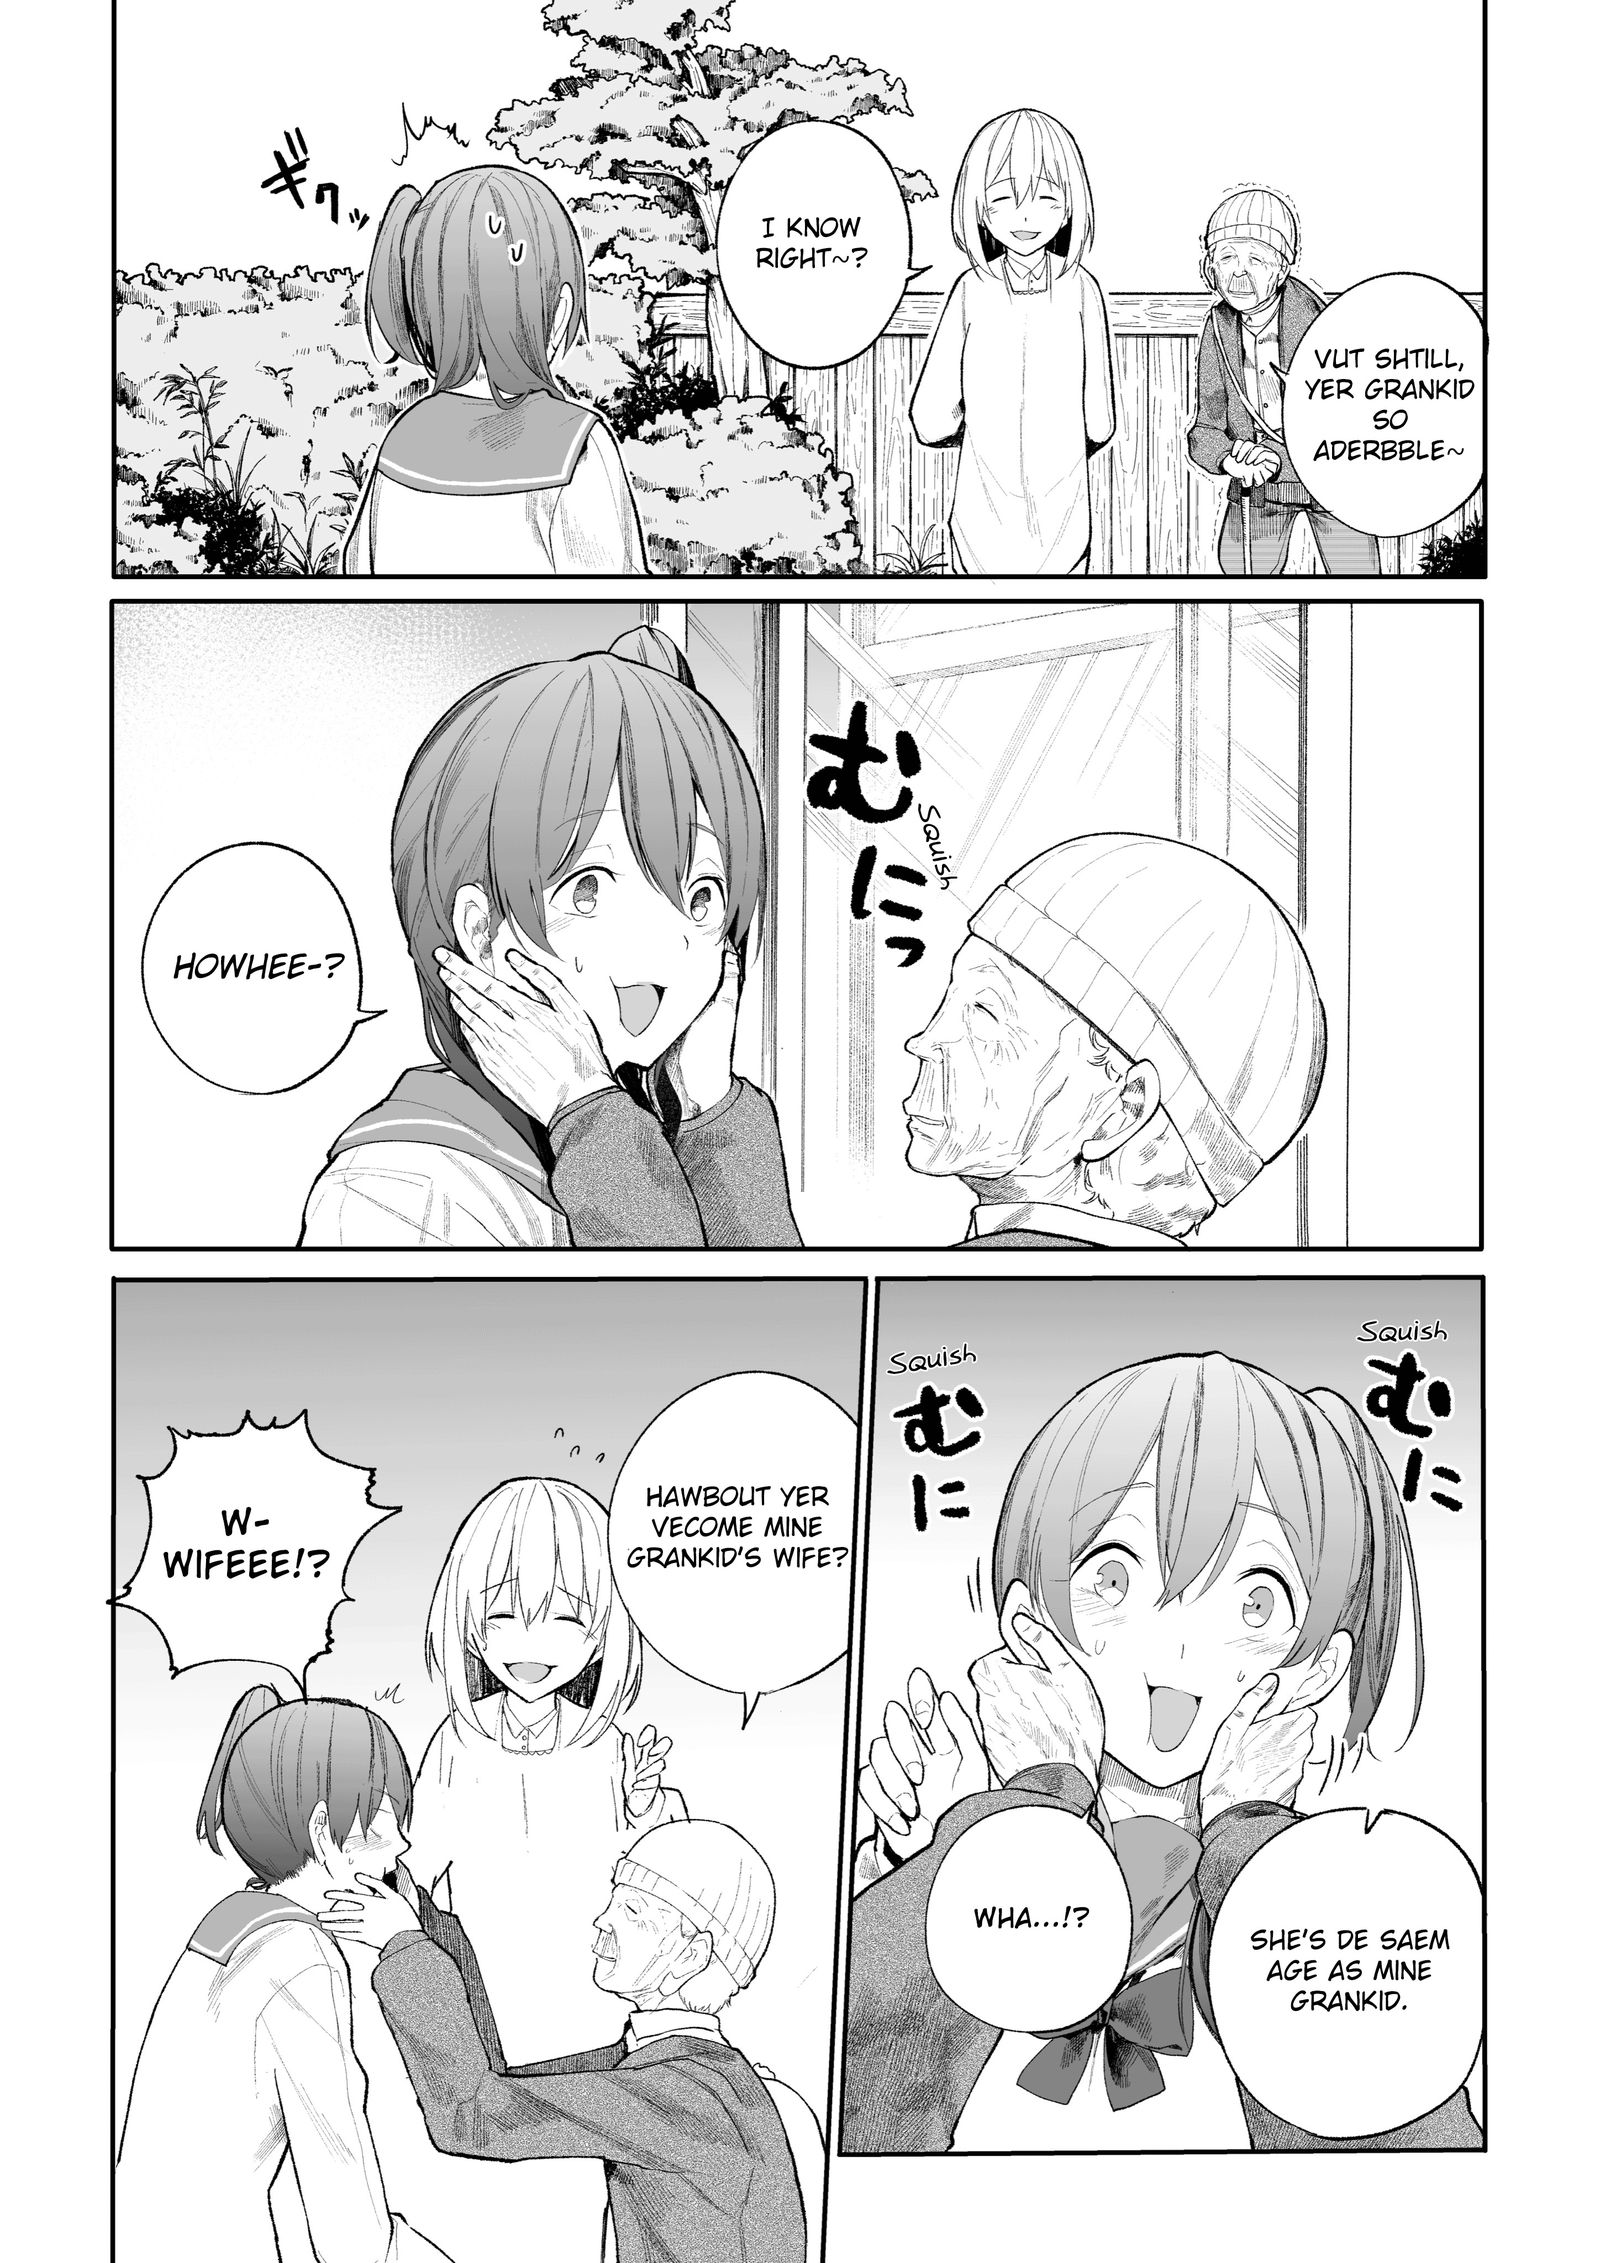 VUT SHTILL,
YER GRANKID
SO
ADERBBLE~
I KNOW
RIGHT~?
ギクッ
むにっ
Squish
HOWHEE-?
Squish
むに
Squish
むに
SHE'S DE SAEM
AGE AS MINE
GRANKID.
WHA...!?
HAWBOUT YER
VECOME MINE
GRANKID'S WIFE?
W-
WIFEEE!?